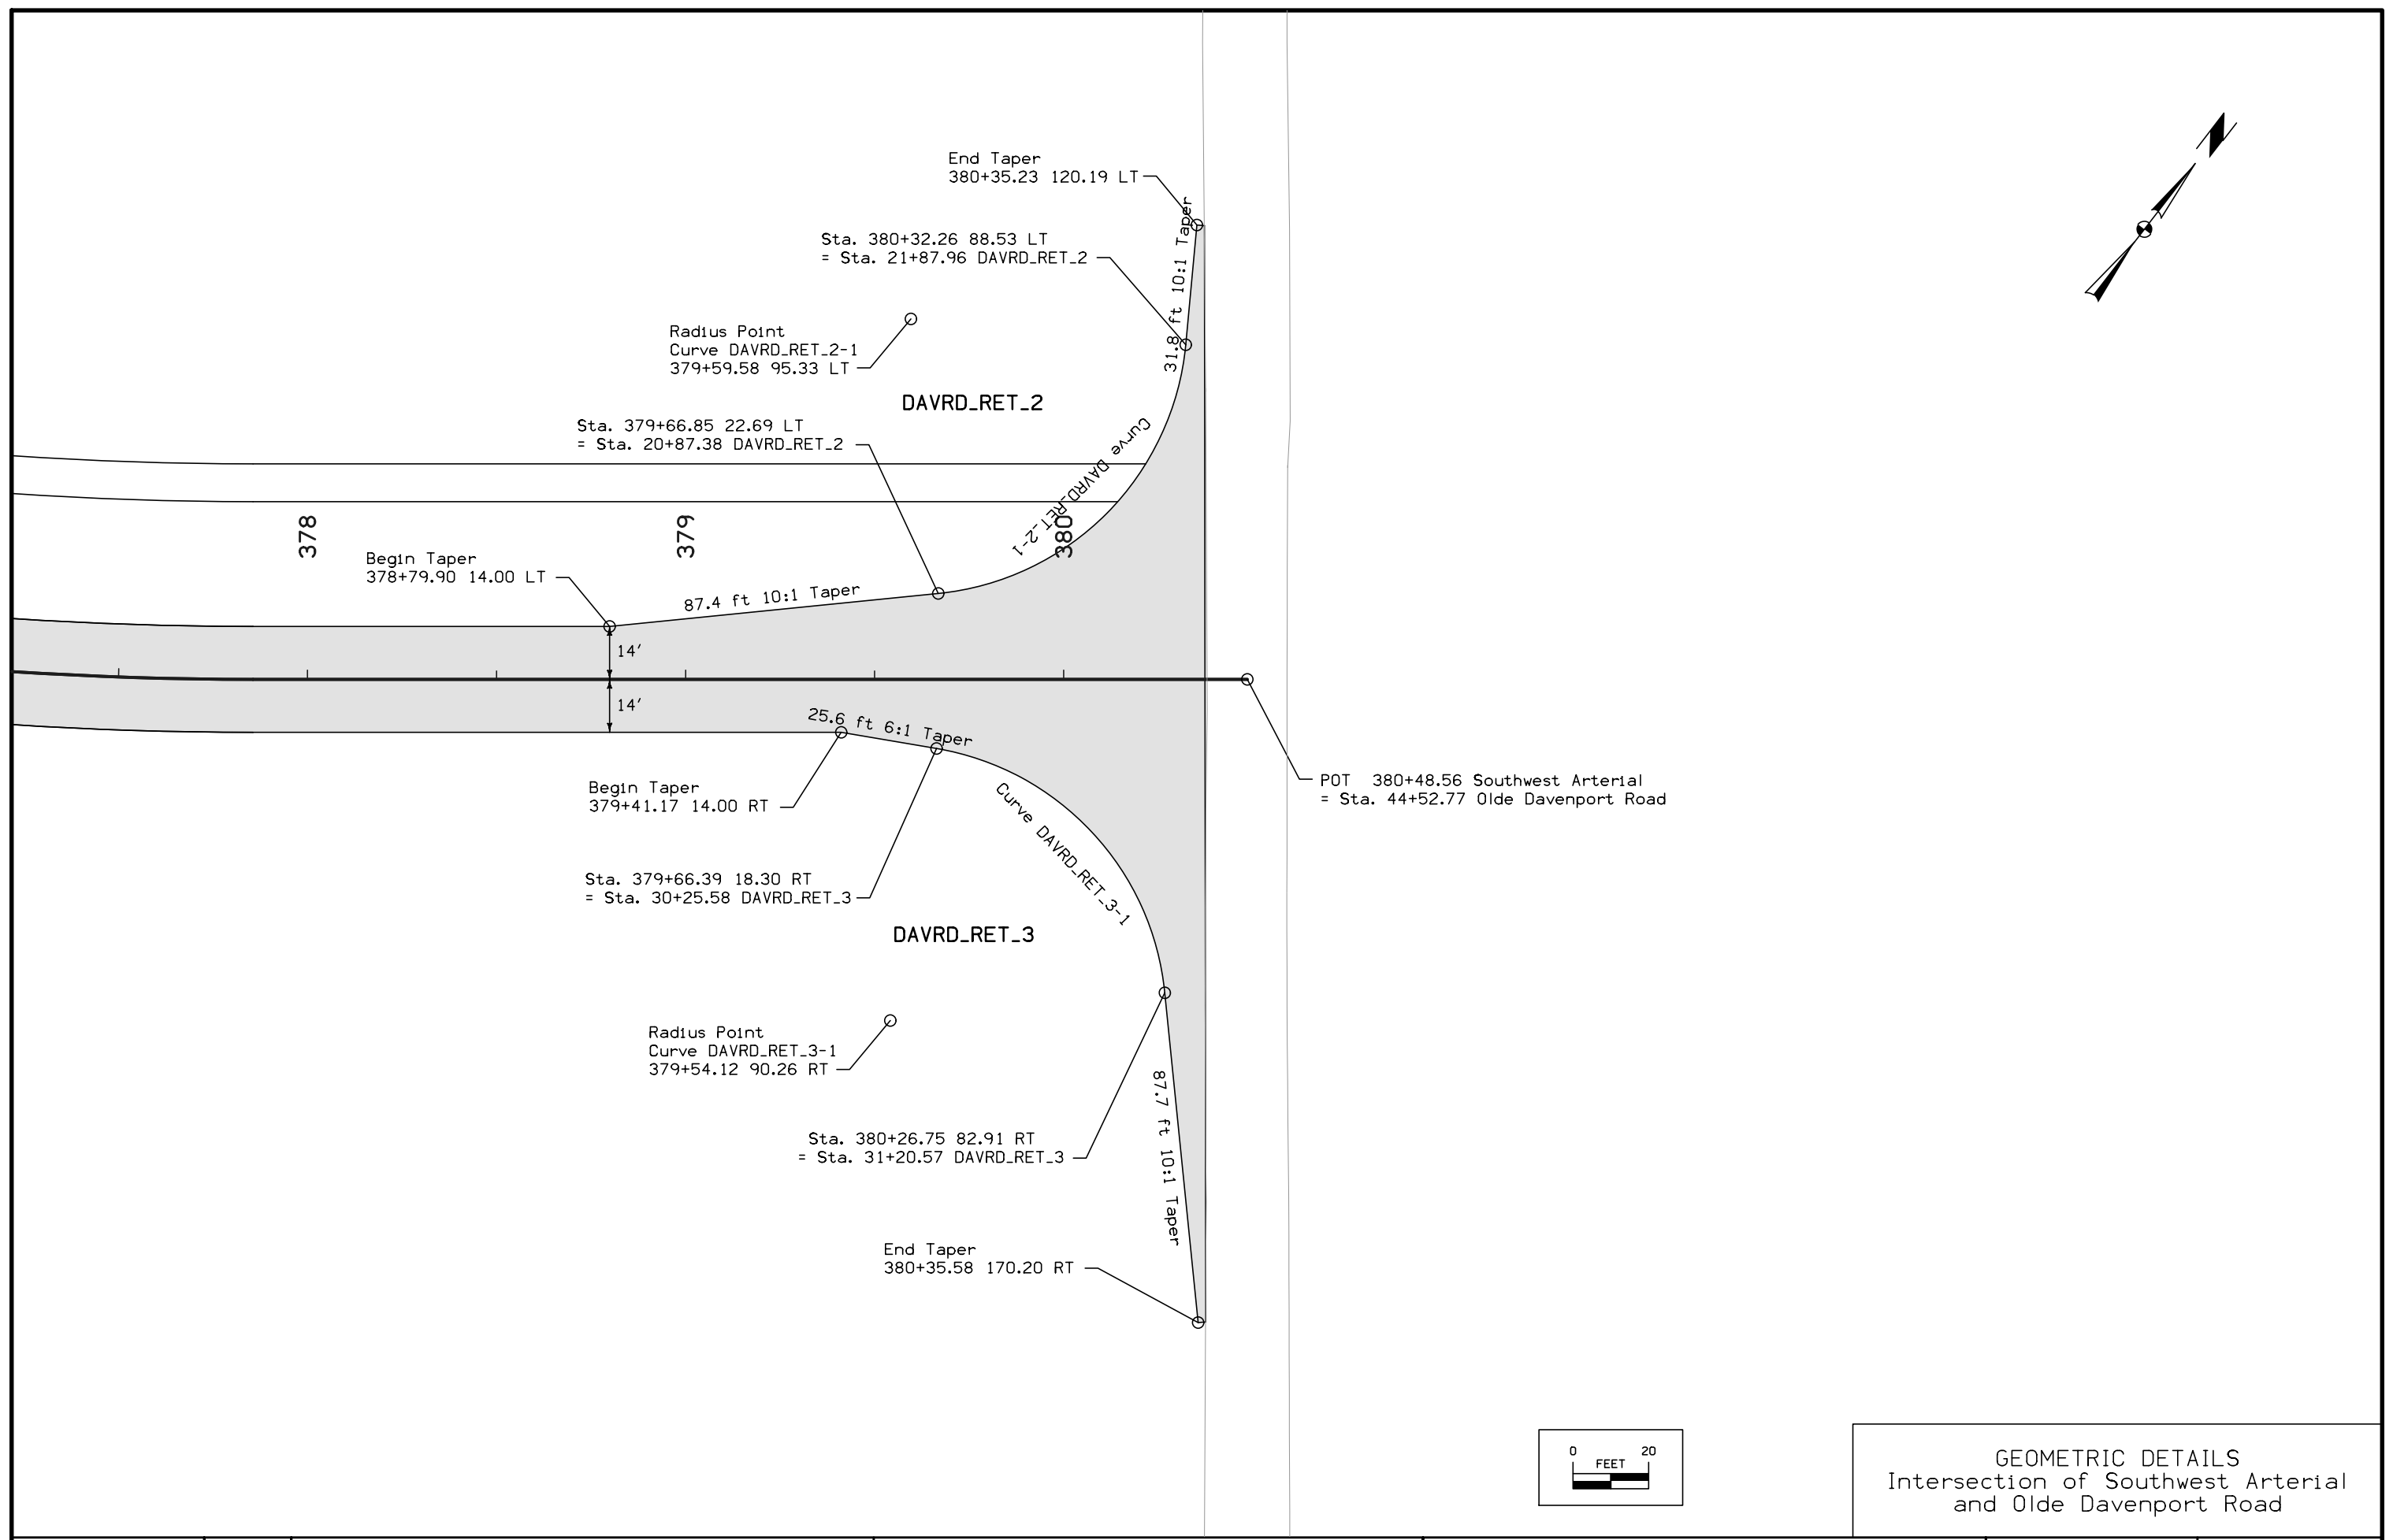 End Taper
380+35.23 120.19 LT
Sta. 380+32.26 88.53 LT
= Sta. 21+87.96 DAVRD_RET_2
31.8 ft 10:1 Taper
Radius Point
Curve DAVRD_RET_2-1
379+59.58 95.33 LT
DAVRD_RET_2
Sta. 379+66.85 22.69 LT
= Sta. 20+87.38 DAVRD_RET_2
Curve DAVRD_RET_2-1
378
379
380
Begin Taper
378+79.90 14.00 LT
87.4 ft 10:1 Taper
14'
14'
25.6 ft 6:1 Taper
Begin Taper
379+41.17 14.00 RT
POT 380+48.56 Southwest Arterial
= Sta. 44+52.77 Olde Davenport Road
Curve DAVRD_RET_3-1
Sta. 379+66.39 18.30 RT
= Sta. 30+25.58 DAVRD_RET_3
DAVRD_RET_3
Radius Point
Curve DAVRD_RET_3-1
379+54.12 90.26 RT
87.7 ft 10:1 Taper
Sta. 380+26.75 82.91 RT
= Sta. 31+20.57 DAVRD_RET_3
End Taper
380+35.58 170.20 RT
N
0 20
FEET
GEOMETRIC DETAILS
Intersection of Southwest Arterial
and Olde Davenport Road